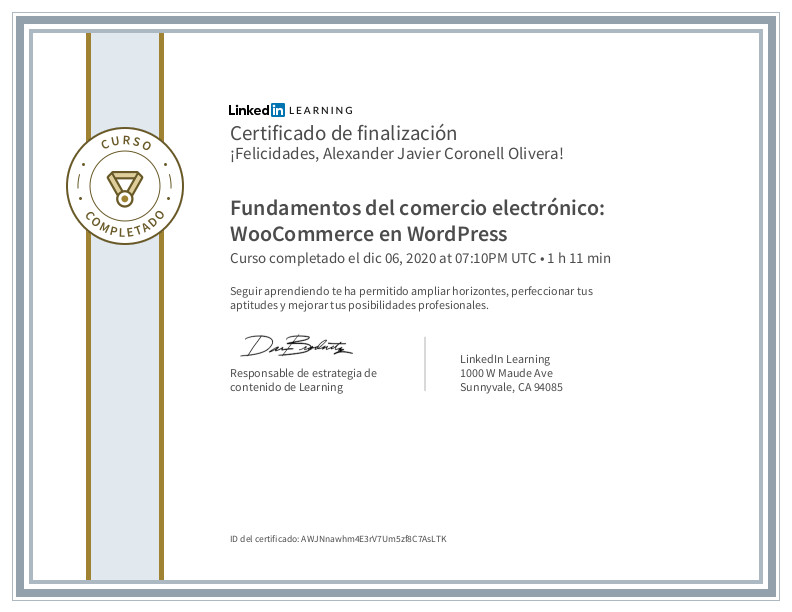 LinkedIn LEARNING
Certificado de finalización
¡Felicidades, Alexander Javier Coronell Olivera!
CURSO
COMPLETADO
Fundamentos del comercio electrónico:
WooCommerce en WordPress
Curso completado el dic 06, 2020 at 07:10PM UTC • 1 h 11 min
Seguir aprendiendo te ha permitido ampliar horizontes, perfeccionar tus
aptitudes y mejorar tus posibilidades profesionales.
Responsable de estrategia de
contenido de Learning
LinkedIn Learning
1000 W Maude Ave
Sunnyvale, CA 94085
ID del certificado: AWJNnawhm4E3rV7Um5zf8C7AsLTK